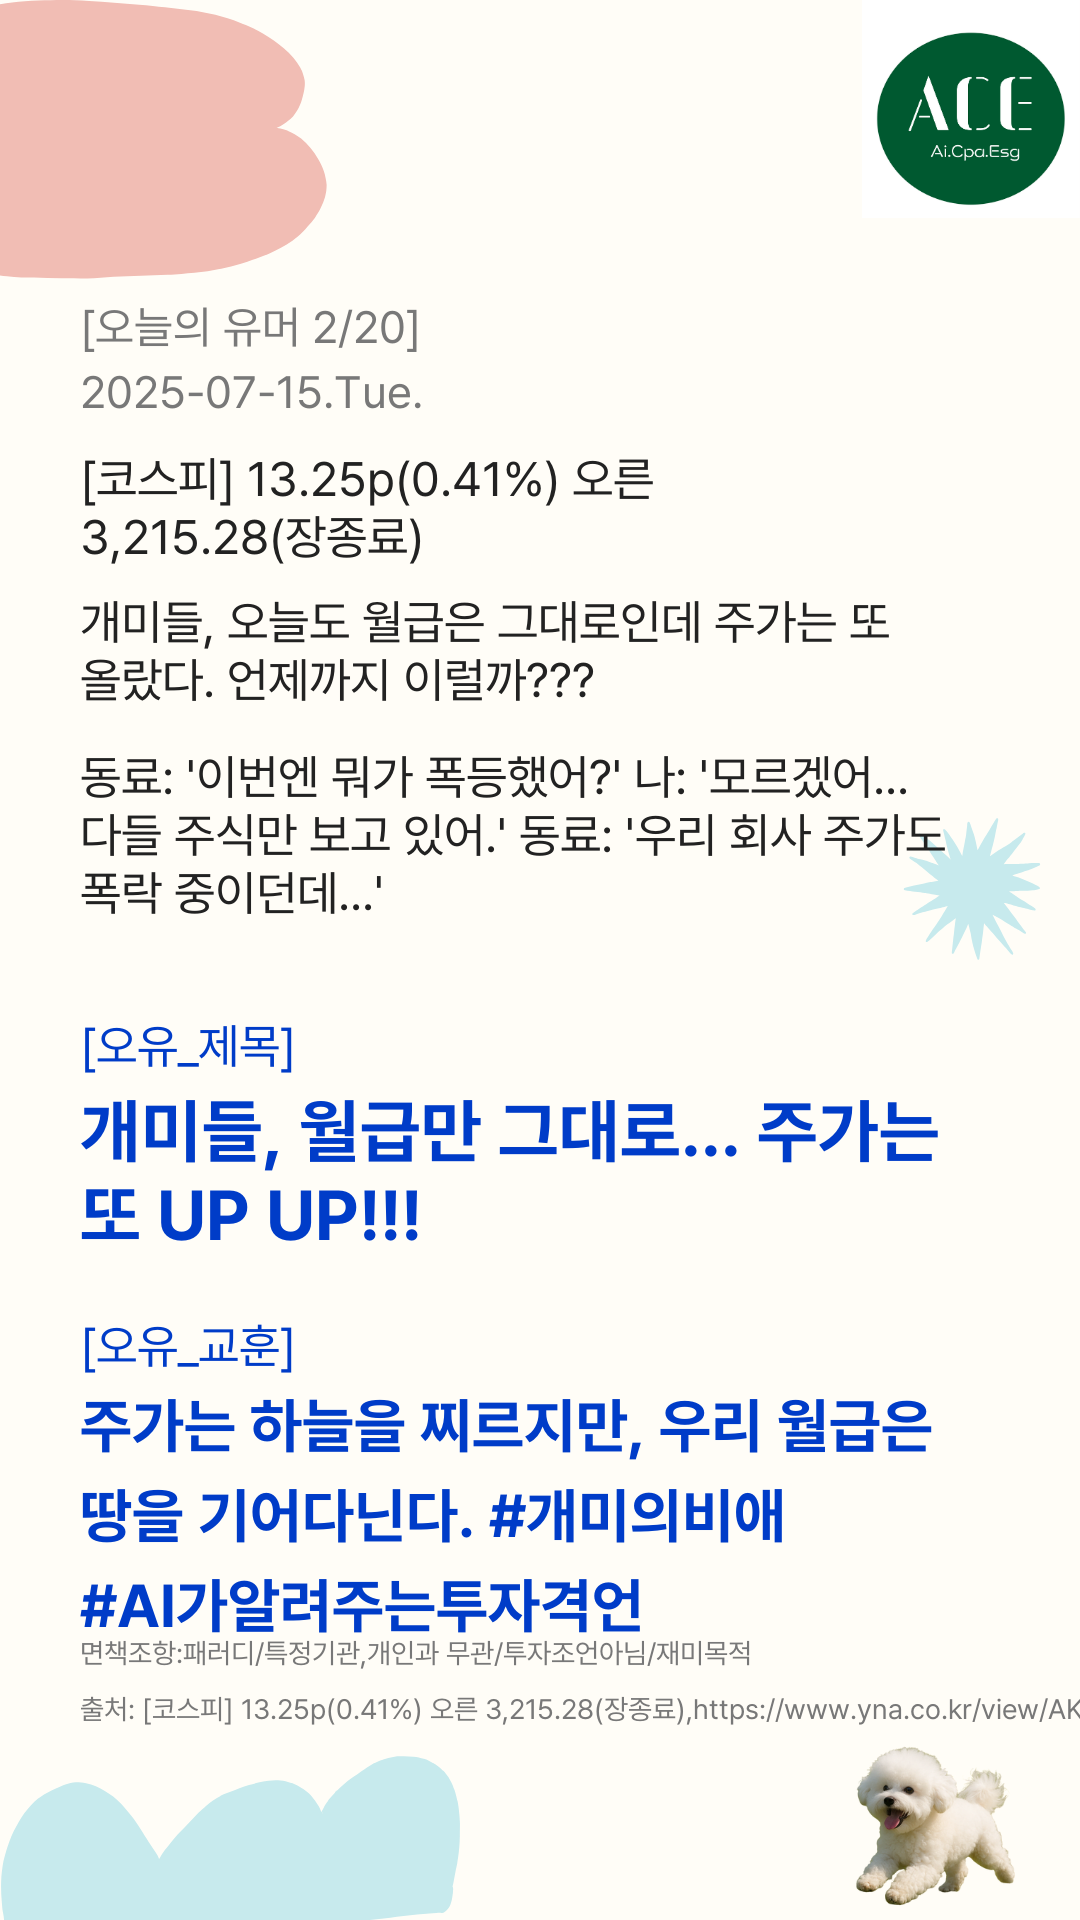 ACE
Ai.Cpa.Esg
[오늘의 유머 2/20]
2025-07-15.Tue.
[코스피] 13.25p(0.41%) 오른
3,215.28(장종료)
개미들, 오늘도 월급은 그대로인데 주가는 또
올랐다. 언제까지 이럴까???
동료: '이번엔 뭐가 폭등했어?' 나: '모르겠어...
다들 주식만 보고 있어.' 동료: '우리 회사 주가도
폭락 중이던데...'
[오유_제목]
개미들, 월급만 그대로... 주가는
또 UP UP!!!
[오유_교훈]
주가는 하늘을 찌르지만, 우리 월급은
땅을 기어다닌다. #개미의비애
#AI가알려주는투자격언
면책조항:패러디/특정기관,개인과 무관/투자조언아님/재미목적
출처: [코스피] 13.25p(0.41%) 오른 3,215.28(장종료),https://www.yna.co.kr/view/AK